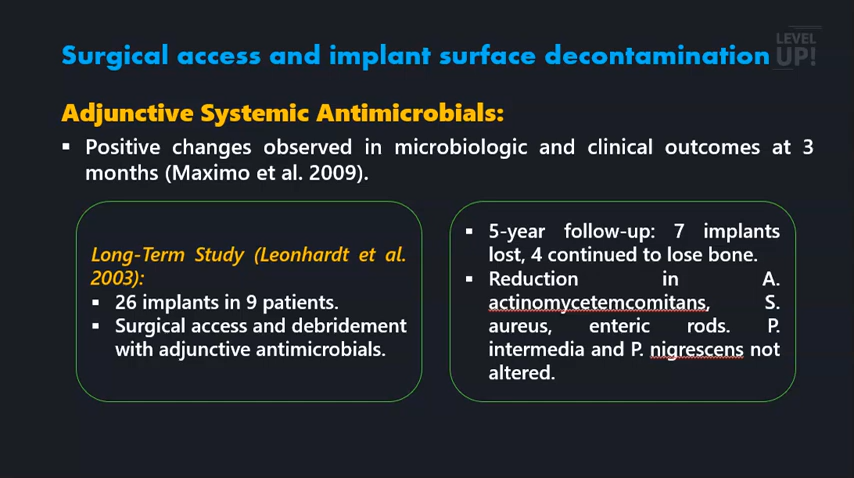 LEVEL
UP!
Surgical access and implant surface decontamination
Adjunctive Systemic Antimicrobials:
▪ Positive changes observed in microbiologic and clinical outcomes at 3
months (Maximo et al. 2009).
Long-Term Study (Leonhardt et al.
2003):
▪ 26 implants in 9 patients.
▪ Surgical access and debridement
with adjunctive antimicrobials.
▪ 5-year follow-up: 7 implants
lost, 4 continued to lose bone.
▪ Reduction in A.
actinomycetemcomitans, S.
aureus, enteric rods. P.
intermedia and P. nigrescens not
altered.